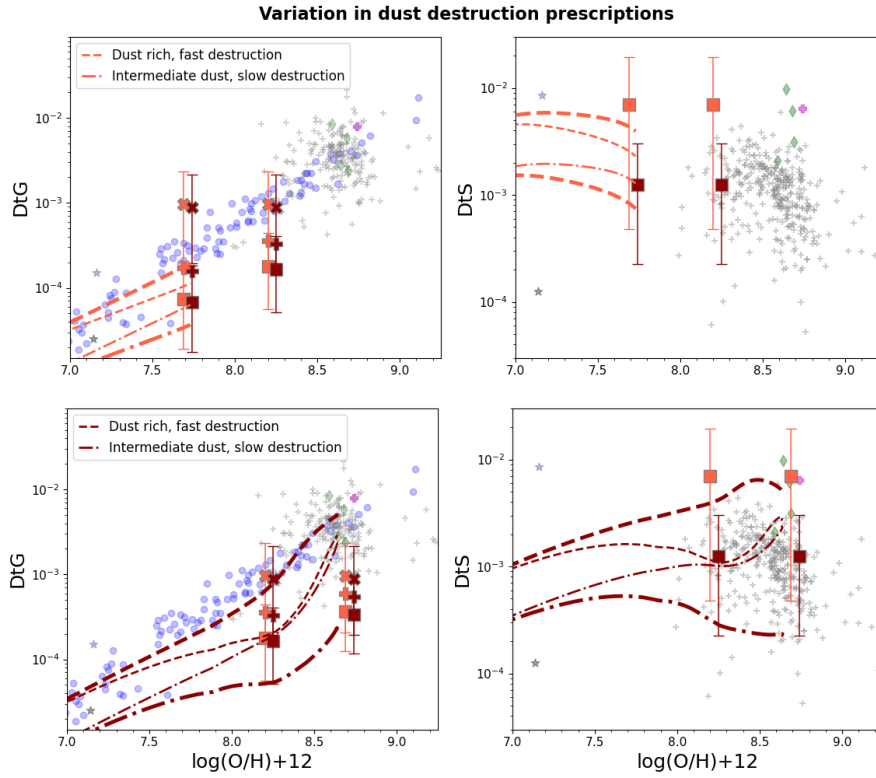 Variation in dust destruction prescriptions
Dust rich, fast destruction
Intermediate dust, slow destruction
DtG
10⁻²
10⁻³
10⁻⁴
7.0 7.5 8.0 8.5 9.0
DtS
10⁻²
10⁻³
10⁻⁴
7.0 7.5 8.0 8.5 9.0
Dust rich, fast destruction
Intermediate dust, slow destruction
DtG
10⁻²
10⁻³
10⁻⁴
7.0 7.5 8.0 8.5 9.0
log(O/H)+12
DtS
10⁻²
10⁻³
10⁻⁴
7.0 7.5 8.0 8.5 9.0
log(O/H)+12